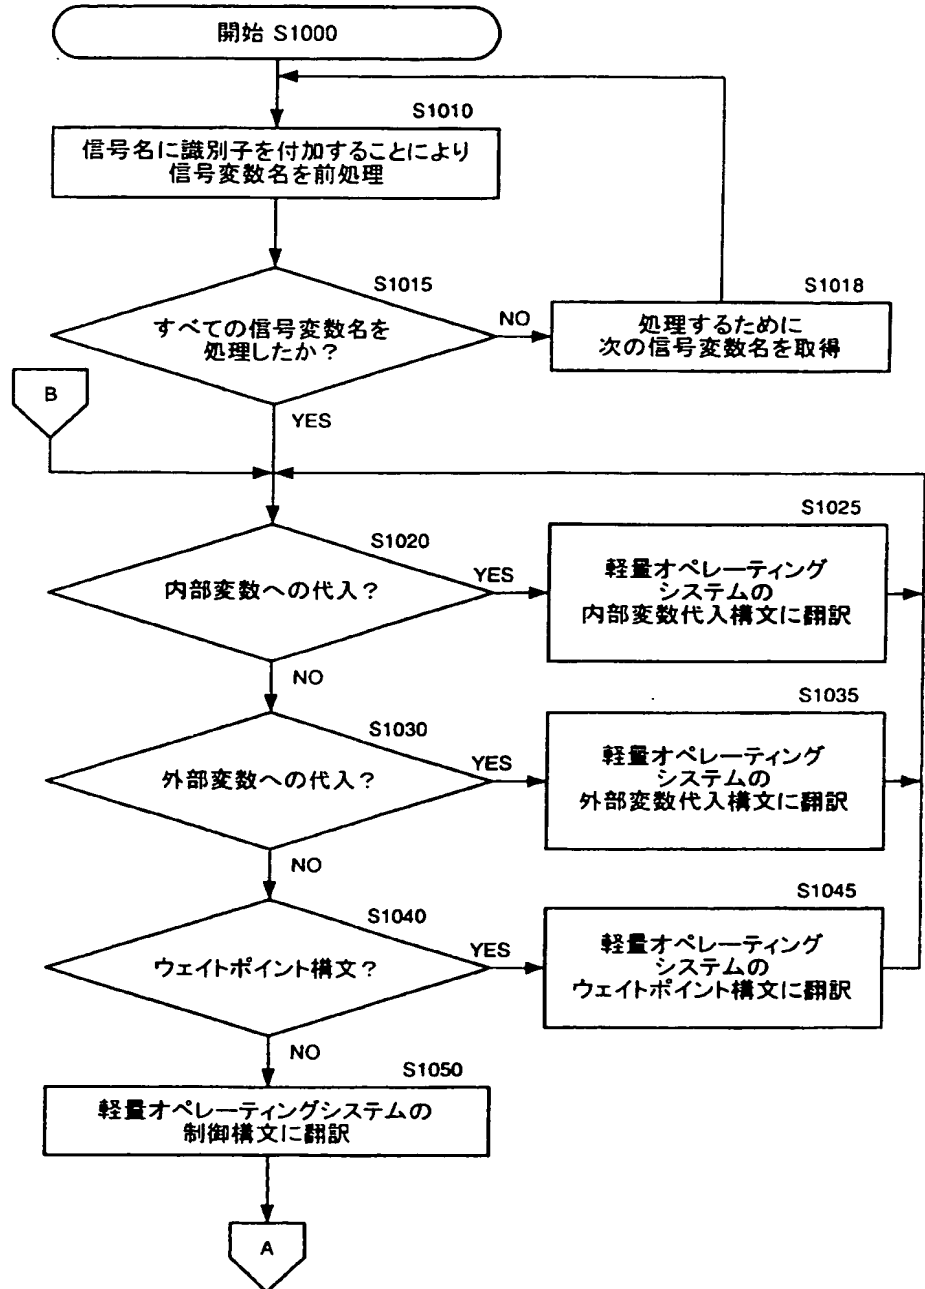 開始 S1000
S1010
信号名に識別子を付加することにより
信号変数名を前処理
S1015
すべての信号変数名を
処理したか？
NO
S1018
処理するために
次の信号変数名を取得
B
YES
S1020
内部変数への代入？
YES
S1025
軽量オペレーティング
システムの
内部変数代入構文に翻訳
NO
S1030
外部変数への代入？
YES
S1035
軽量オペレーティング
システムの
外部変数代入構文に翻訳
NO
S1040
ウェイトポイント構文？
YES
S1045
軽量オペレーティング
システムの
ウェイトポイント構文に翻訳
NO
S1050
軽量オペレーティングシステムの
制御構文に翻訳
A